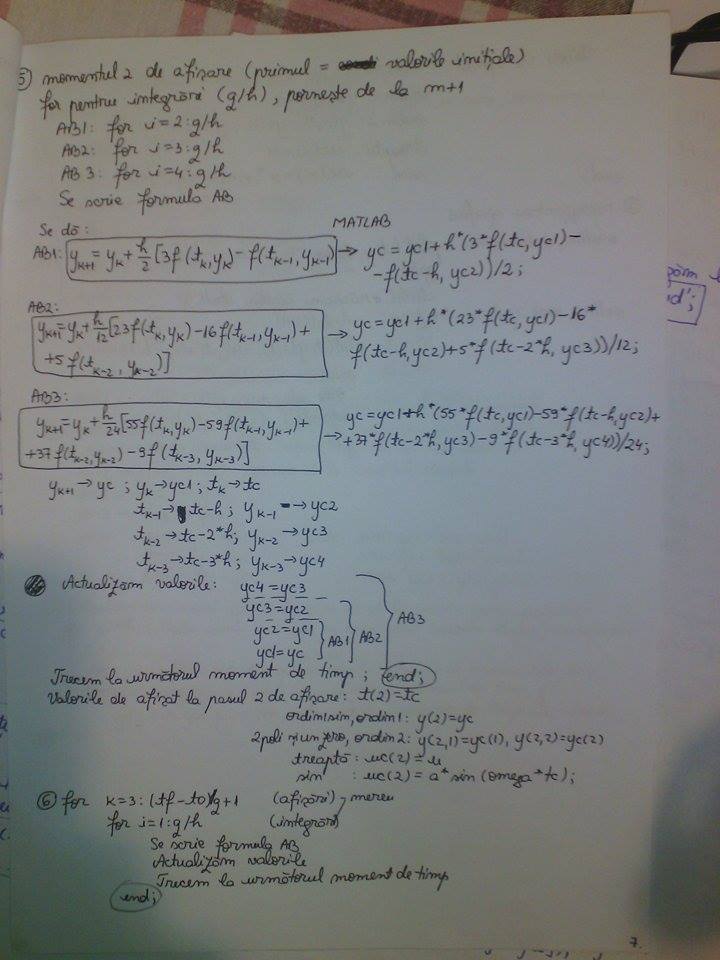 ⑤ momentul 2 de afișare (primul = valorile inițiale)
for pentru integrări (g/h), pornește de la m+1
AB1: for i=2:g/h
AB2: for i=3:g/h
AB3: for i=4:g/h
Se scrie formula AB
Se dă: MATLAB
AB1: y_{k+1} = y_k + h/2 [3f(t_k,y_k) - f(t_{k-1}, y_{k-1})] → yc = yc1+h*(3*f(tc,yc1)-
-f(tc-h,yc2))/2;
AB2:
y_{k+1}=y_k+h/12[23f(t_k,y_k)-16f(t_{k-1},y_{k-1})+ → yc=yc1+h*(23*f(tc,yc1)-16*
+5f(t_{k-2}, y_{k-2})] f(tc-h,yc2)+5*f(tc-2*h,yc3))/12;
AB3:
y_{k+1}=y_k+h/24[55f(t_k,y_k)-59f(t_{k-1},y_{k-1})+ → yc=yc1+h*(55*f(tc,yc1)-59*f(tc-h,yc2)+
+37f(t_{k-2},y_{k-2})-9f(t_{k-3},y_{k-3})] +37*f(tc-2*h,yc3)-9*f(tc-3*h,yc4))/24;
y_{k+1}→yc ; y_k→yc1; t_k→tc
t_{k-1}→tc-h; y_{k-1}→yc2
t_{k-2}→tc-2*h; y_{k-2}→yc3
t_{k-3}→tc-3*h; y_{k-3}→yc4
Actualizăm valorile: yc4=yc3
yc3=yc2
yc2=yc1
yc1=yc
AB1 AB2 AB3
Trecem la următorul moment de timp; end;
Valorile de afișat la pasul 2 de afișare: t(2)=tc
ordin1sin, ordin1: y(2)=yc
2poli și un zero, ordin2: y(2,1)=yc(1), y(2,2)=yc(2)
treaptă: uc(2)=u
sin : uc(2)=a*sin(omega*tc);
⑥ for k=3:(tf-t0)/g+1 (afișări) mereu
for i=1:g/h (integrări)
Se scrie formula AB
Actualizăm valorile
Trecem la următorul moment de timp
end;
7.